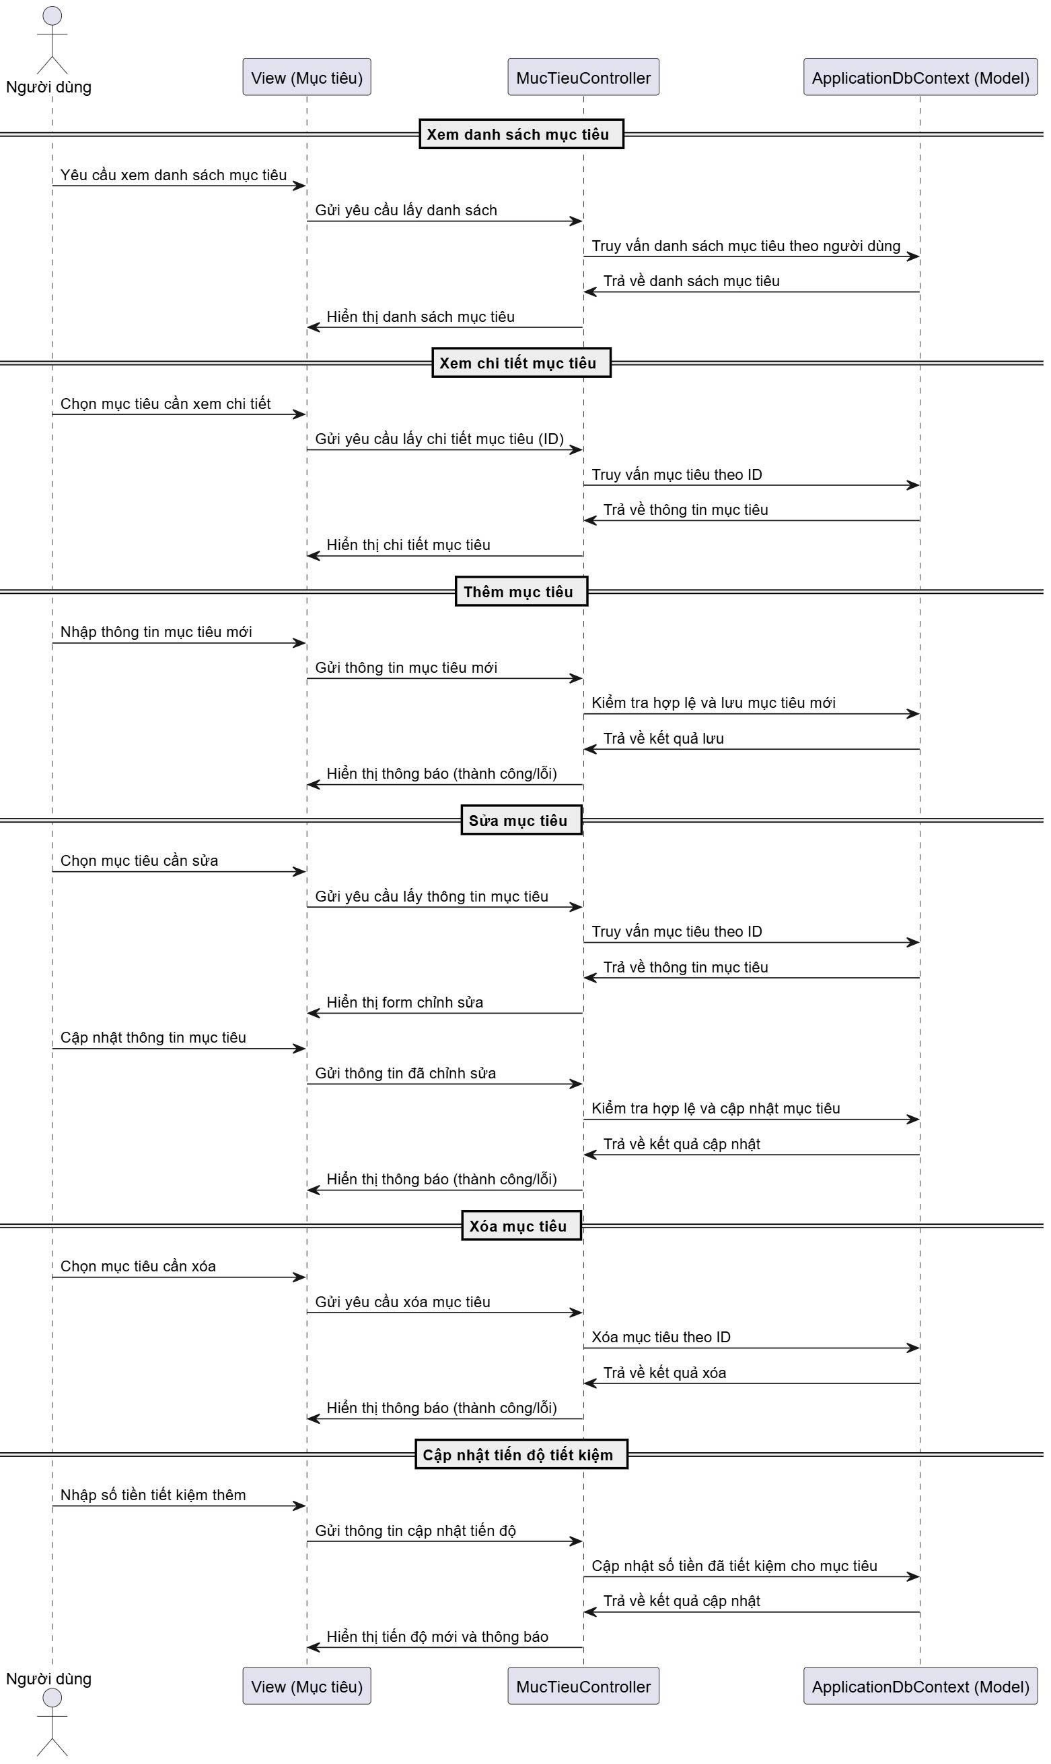 Người dùng
View (Mục tiêu)
MucTieuController
ApplicationDbContext (Model)
Xem danh sách mục tiêu
Yêu cầu xem danh sách mục tiêu
Gửi yêu cầu lấy danh sách
Truy vấn danh sách mục tiêu theo người dùng
Trả về danh sách mục tiêu
Hiển thị danh sách mục tiêu
Xem chi tiết mục tiêu
Chọn mục tiêu cần xem chi tiết
Gửi yêu cầu lấy chi tiết mục tiêu (ID)
Truy vấn mục tiêu theo ID
Trả về thông tin mục tiêu
Hiển thị chi tiết mục tiêu
Thêm mục tiêu
Nhập thông tin mục tiêu mới
Gửi thông tin mục tiêu mới
Kiểm tra hợp lệ và lưu mục tiêu mới
Trả về kết quả lưu
Hiển thị thông báo (thành công/lỗi)
Sửa mục tiêu
Chọn mục tiêu cần sửa
Gửi yêu cầu lấy thông tin mục tiêu
Truy vấn mục tiêu theo ID
Trả về thông tin mục tiêu
Hiển thị form chỉnh sửa
Cập nhật thông tin mục tiêu
Gửi thông tin đã chỉnh sửa
Kiểm tra hợp lệ và cập nhật mục tiêu
Trả về kết quả cập nhật
Hiển thị thông báo (thành công/lỗi)
Xóa mục tiêu
Chọn mục tiêu cần xóa
Gửi yêu cầu xóa mục tiêu
Xóa mục tiêu theo ID
Trả về kết quả xóa
Hiển thị thông báo (thành công/lỗi)
Cập nhật tiến độ tiết kiệm
Nhập số tiền tiết kiệm thêm
Gửi thông tin cập nhật tiến độ
Cập nhật số tiền đã tiết kiệm cho mục tiêu
Trả về kết quả cập nhật
Hiển thị tiến độ mới và thông báo
Người dùng
View (Mục tiêu)
MucTieuController
ApplicationDbContext (Model)